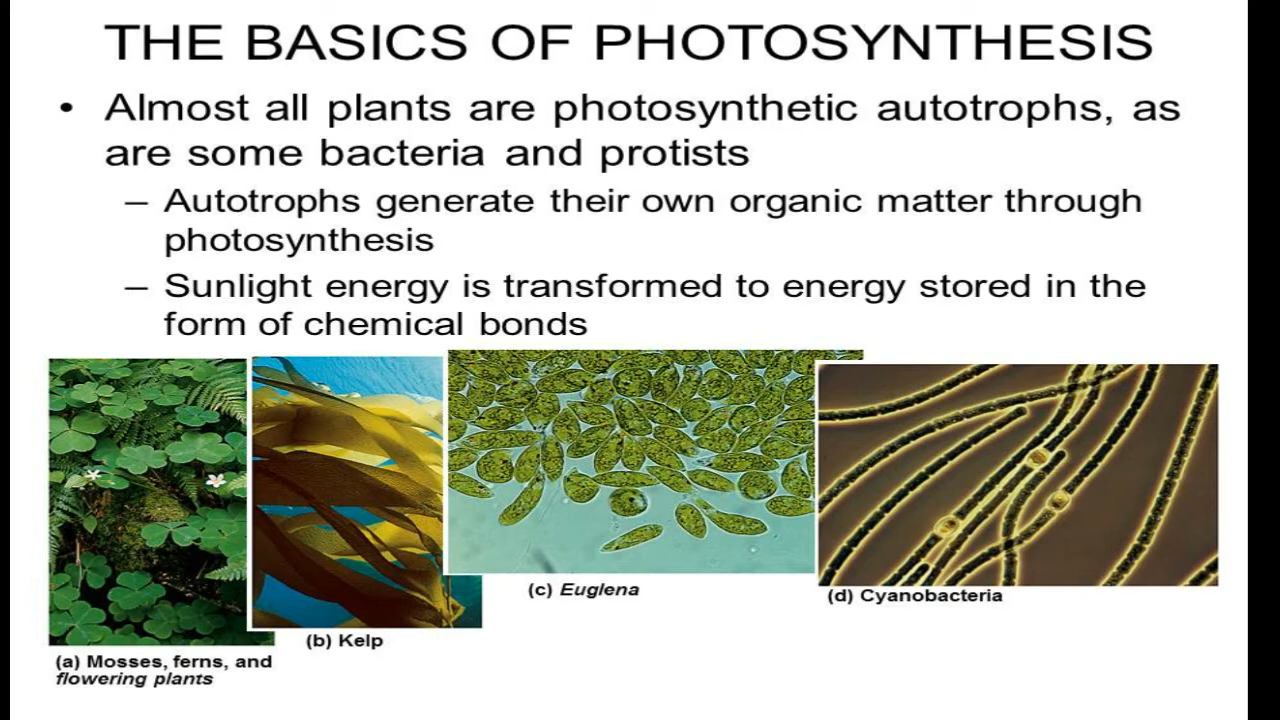 THE BASICS OF PHOTOSYNTHESIS
• Almost all plants are photosynthetic autotrophs, as
are some bacteria and protists
– Autotrophs generate their own organic matter through
photosynthesis
– Sunlight energy is transformed to energy stored in the
form of chemical bonds
(a) Mosses, ferns, and
flowering plants
(b) Kelp
(c) Euglena
(d) Cyanobacteria